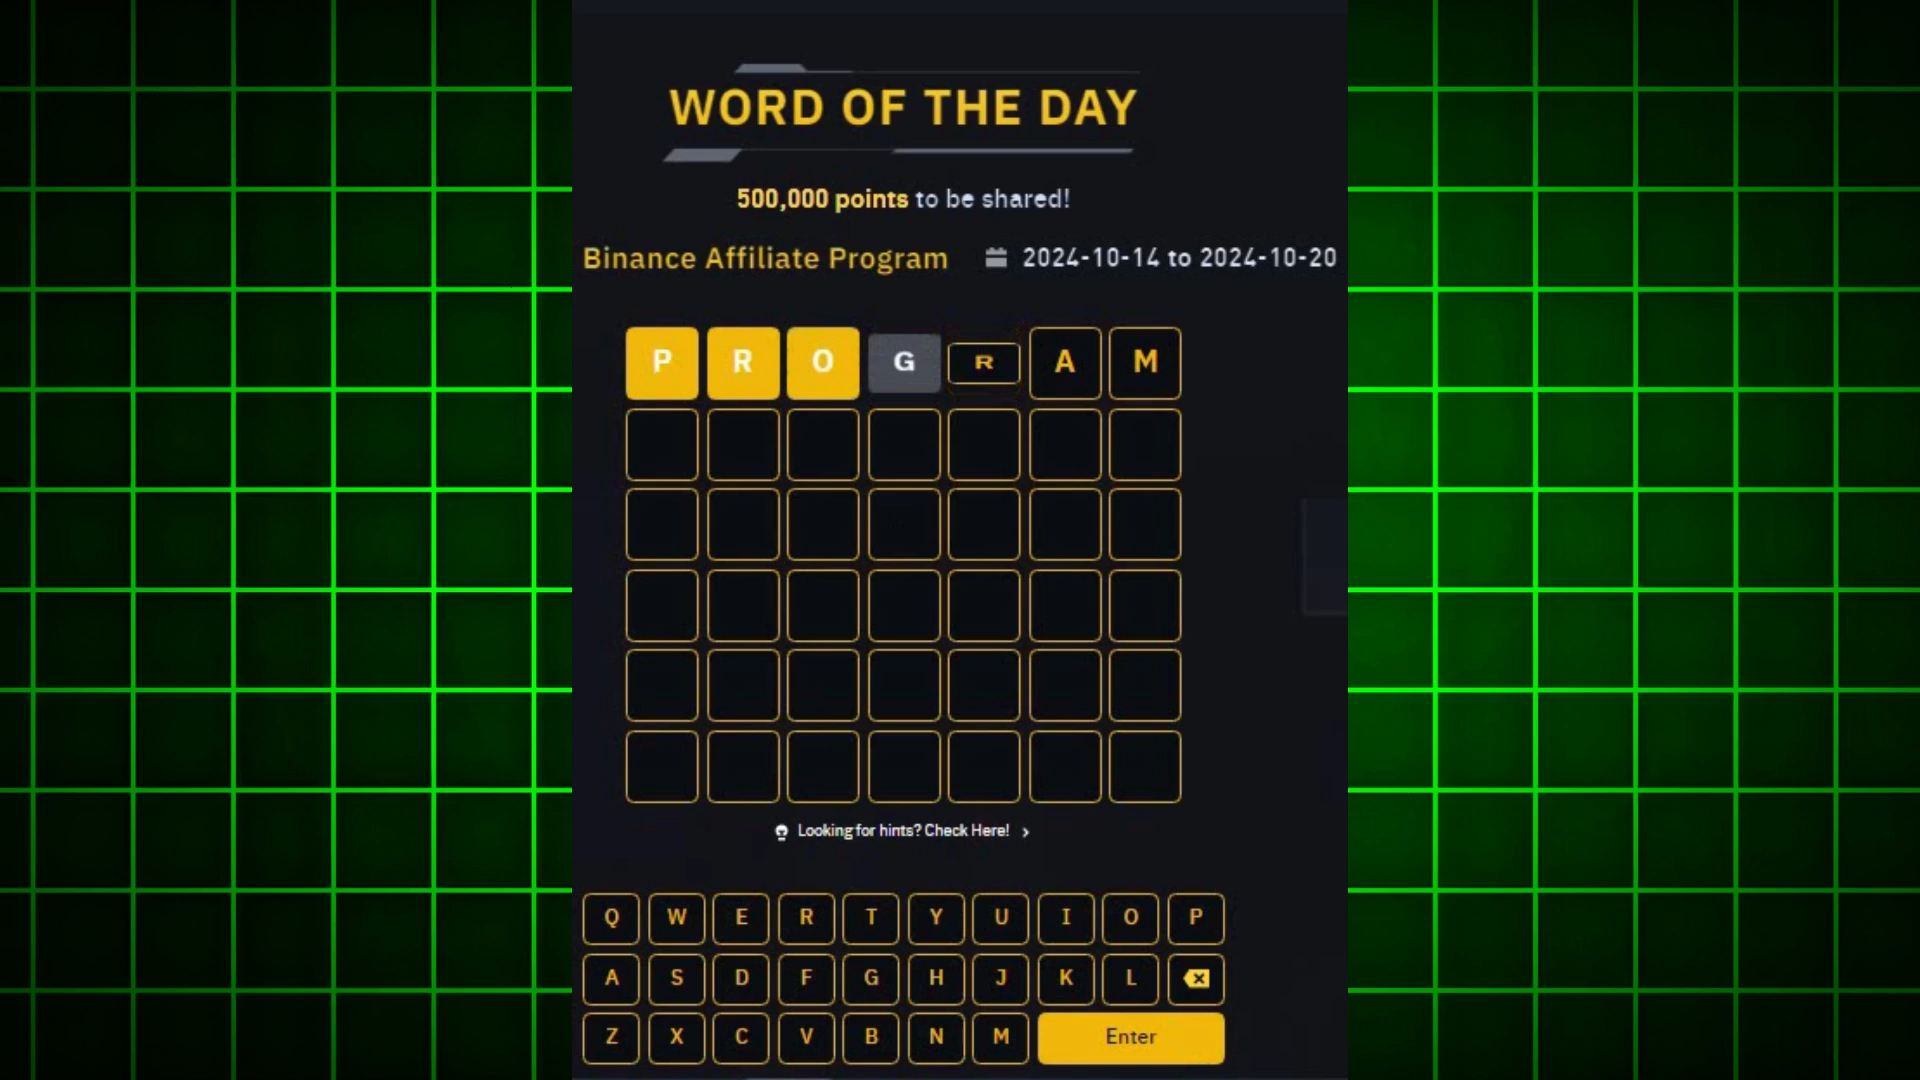 WORD OF THE DAY
500,000 points to be shared!
Binance Affiliate Program 2024-10-14 to 2024-10-20
P R O G R A M
Looking for hints? Check Here! ›
Q W E R T Y U I O P
A S D F G H J K L
Z X C V B N M Enter